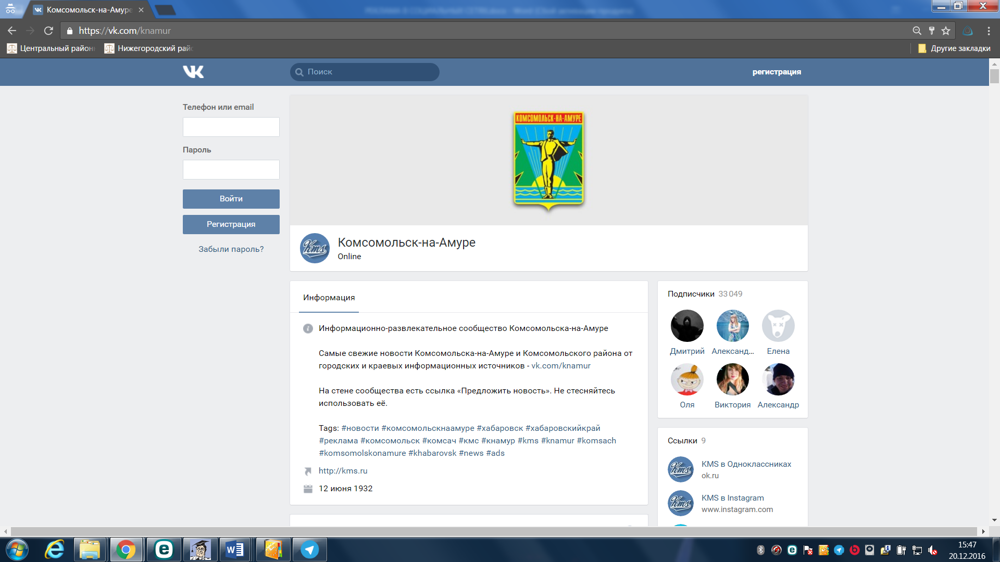 Комсомольск-на-Амуре
https://vk.com/knamur
Центральный район
Нижегородский рай
Другие закладки
Поиск
регистрация
Телефон или email
Пароль
Войти
Регистрация
Забыли пароль?
КОМСОМОЛЬСК-НА-АМУРЕ
Kms
Комсомольск-на-Амуре
Online
Информация
Информационно-развлекательное сообщество Комсомольска-на-Амуре
Самые свежие новости Комсомольска-на-Амуре и Комсомольского района от
городских и краевых информационных источников - vk.com/knamur
На стене сообщества есть ссылка «Предложить новость». Не стесняйтесь
использовать её.
Tags: #новости #комсомольскнаамуре #хабаровск #хабаровскийкрай
#реклама #комсомольск #комсач #кмс #кнамур #kms #knamur #komsach
#komsomolskonamure #khabarovsk #news #ads
http://kms.ru
12 июня 1932
Подписчики 33 049
Дмитрий Александ... Елена
Оля Виктория Александр
Ссылки 9
Kms
KMS в Одноклассниках
ok.ru
Kms
KMS в Instagram
www.instagram.com
15:47
20.12.2016